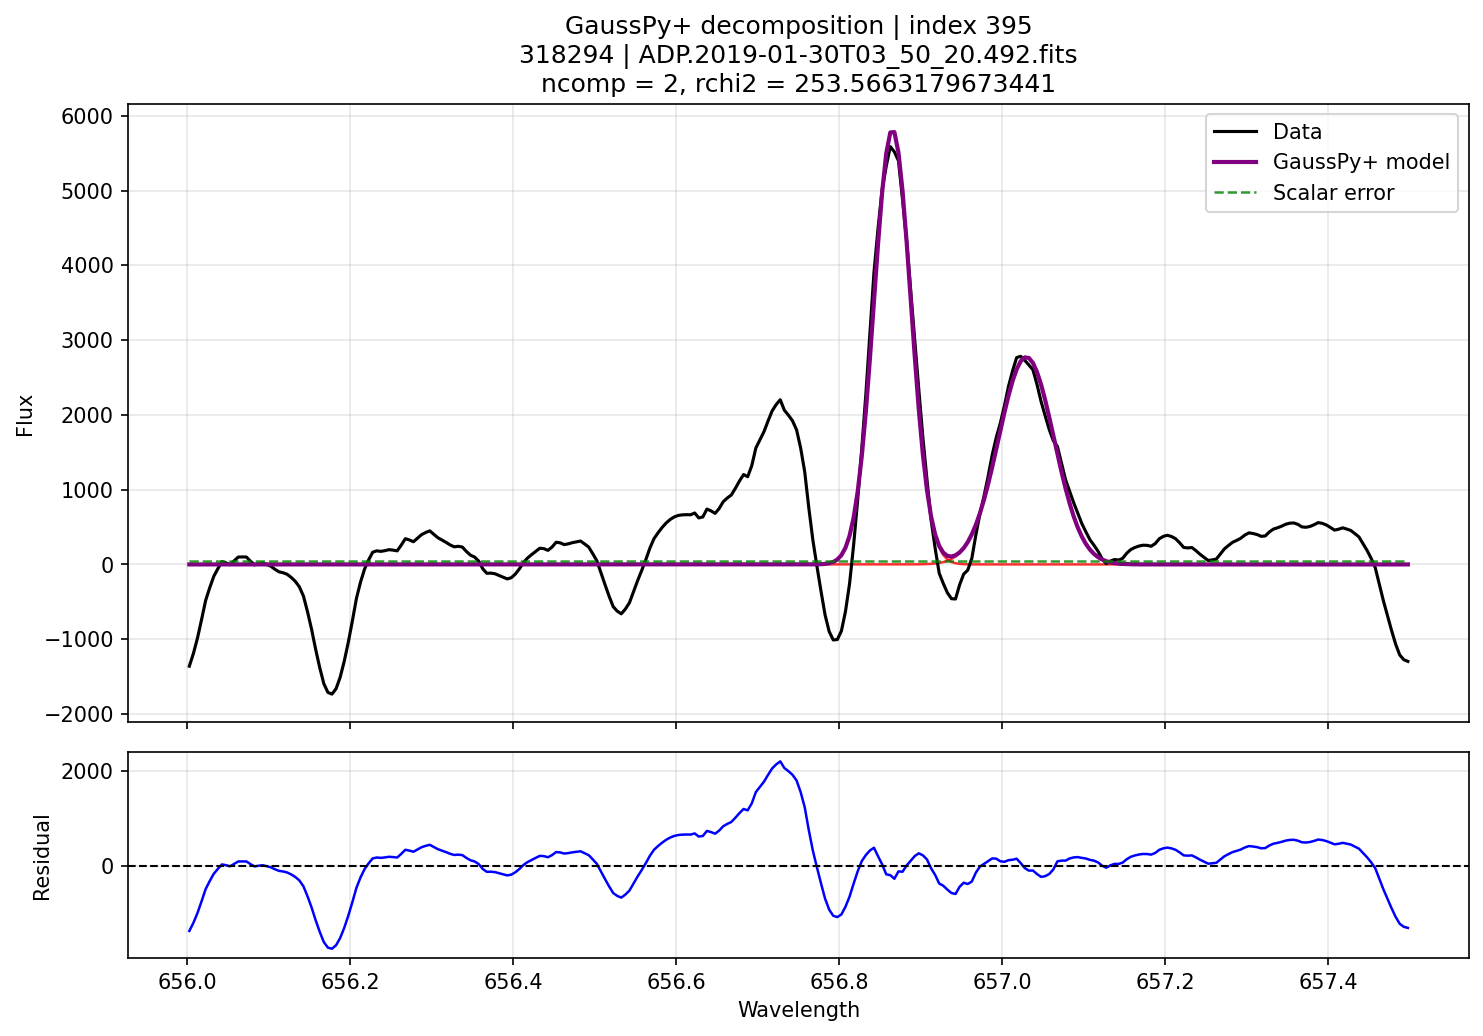 GaussPy+ decomposition | index 395
318294 | ADP.2019-01-30T03_50_20.492.fits
ncomp = 2, rchi2 = 253.5663179673441
Data
GaussPy+ model
Scalar error
6000
5000
4000
3000
2000
1000
0
−1000
−2000
Flux
2000
0
Residual
656.0
656.2
656.4
656.6
656.8
657.0
657.2
657.4
Wavelength